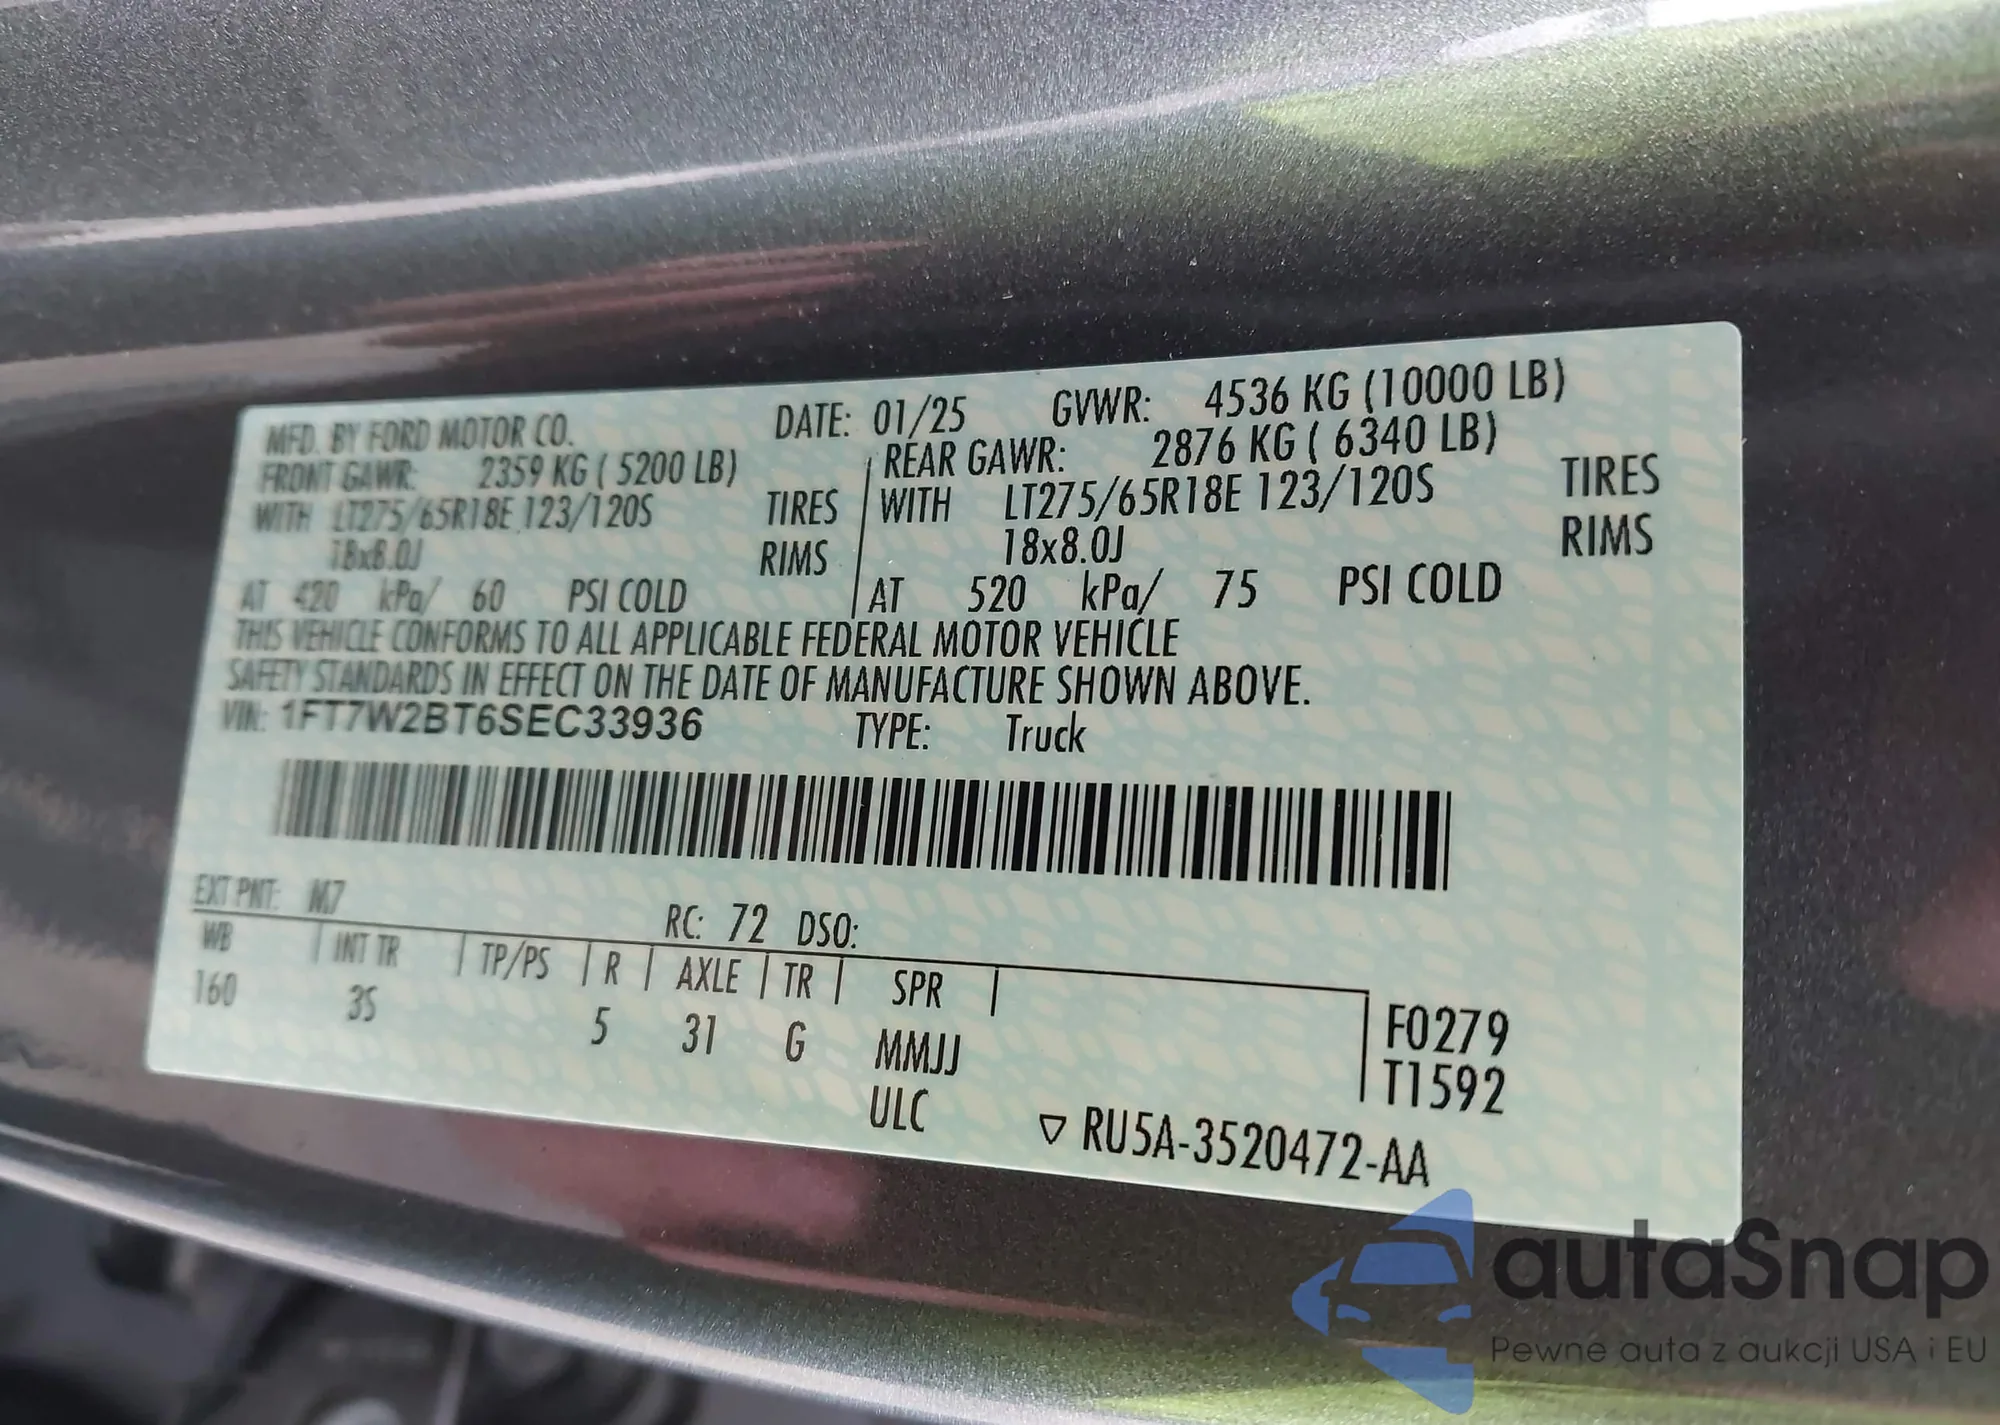 MFD. BY FORD MOTOR CO. DATE: 01/25 GVWR: 4536 KG (10000 LB)
FRONT GAWR: 2359 KG ( 5200 LB) REAR GAWR: 2876 KG ( 6340 LB)
WITH LT275/65R18E 123/120S TIRES WITH LT275/65R18E 123/120S TIRES
18x8.0J RIMS 18x8.0J RIMS
AT 420 kPa/ 60 PSI COLD AT 520 kPa/ 75 PSI COLD
THIS VEHICLE CONFORMS TO ALL APPLICABLE FEDERAL MOTOR VEHICLE
SAFETY STANDARDS IN EFFECT ON THE DATE OF MANUFACTURE SHOWN ABOVE.
VIN: 1FT7W2BT6SEC33936 TYPE: Truck
EXT PNT: M7 RC: 72 DSO:
WB INT TR TP/PS R AXLE TR SPR
160 3S 5 31 G MMJJ
ULC
F0279
T1592
RU5A-3520472-AA
autaSnap
Pewne auta z aukcji USA i EU